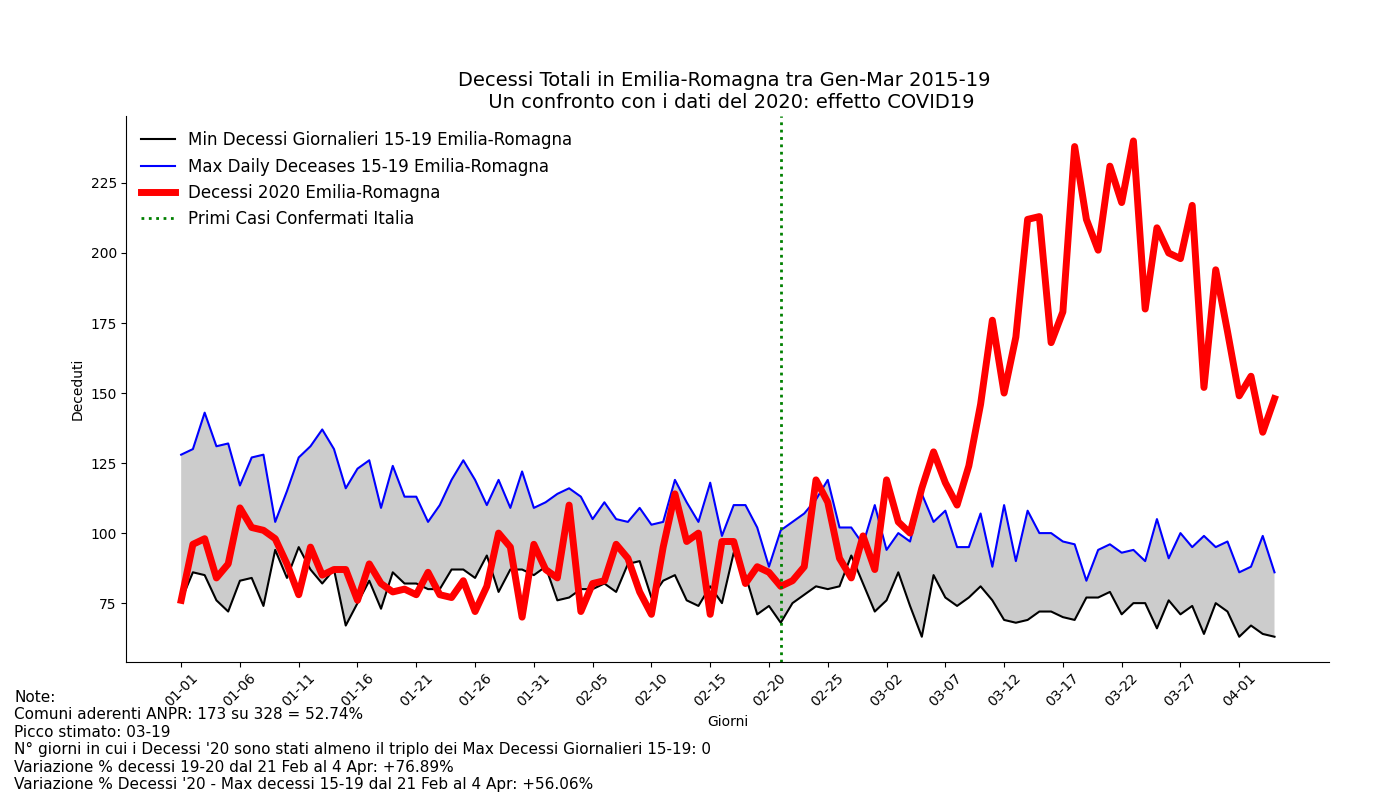 Decessi Totali in Emilia-Romagna tra Gen-Mar 2015-19
Un confronto con i dati del 2020: effetto COVID19
Min Decessi Giornalieri 15-19 Emilia-Romagna
Max Daily Deceases 15-19 Emilia-Romagna
Decessi 2020 Emilia-Romagna
Primi Casi Confermati Italia
225
200
175
150
125
100
75
Deceduti
01-01
01-06
01-11
01-16
01-21
01-26
01-31
02-05
02-10
02-15
02-20
02-25
03-02
03-07
03-12
03-17
03-22
03-27
04-01
Giorni
Note:
Comuni aderenti ANPR: 173 su 328 = 52.74%
Picco stimato: 03-19
N° giorni in cui i Decessi '20 sono stati almeno il triplo dei Max Decessi Giornalieri 15-19: 0
Variazione % decessi 19-20 dal 21 Feb al 4 Apr: +76.89%
Variazione % Decessi '20 - Max decessi 15-19 dal 21 Feb al 4 Apr: +56.06%